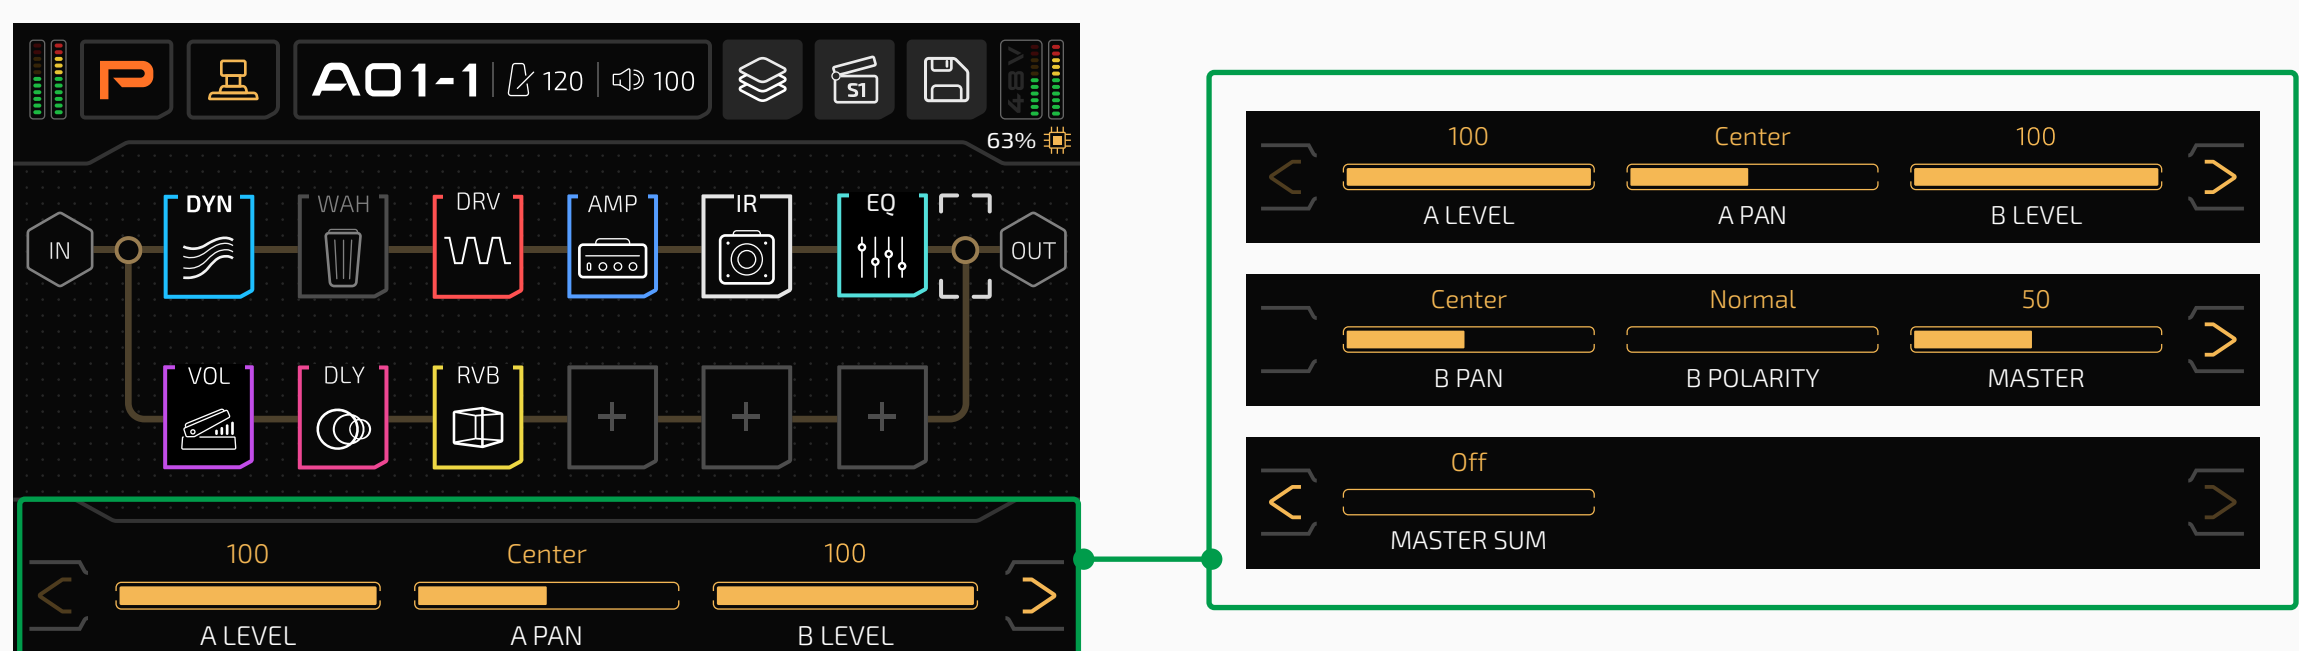 A01-1 120 100 S1 48V
63%
IN DYN WAH DRV AMP IR EQ OUT
VOL DLY RVB
100 Center 100
A LEVEL A PAN B LEVEL
100 Center 100
A LEVEL A PAN B LEVEL
Center Normal 50
B PAN B POLARITY MASTER
Off
MASTER SUM